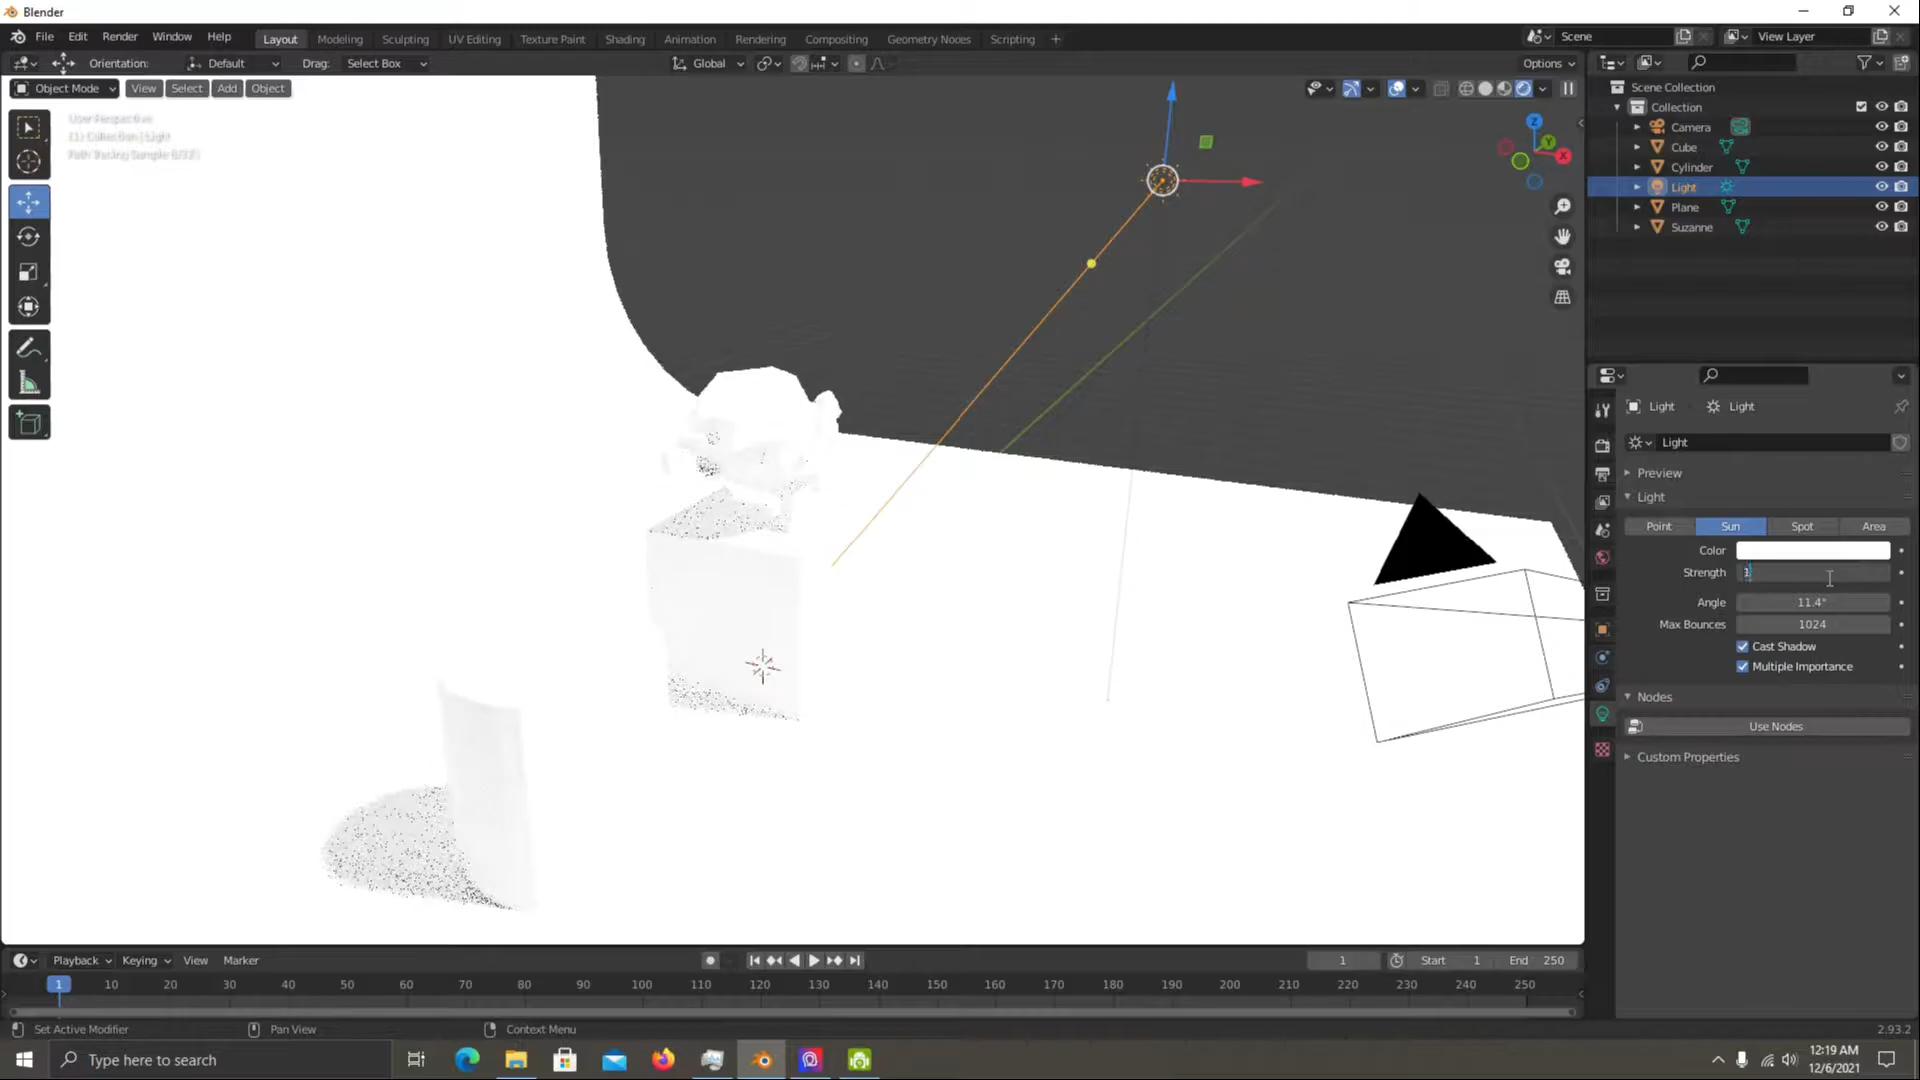 Blender
File Edit Render Window Help Layout Modeling Sculpting UV Editing Texture Paint Shading Animation Rendering Compositing Geometry Nodes Scripting + Scene View Layer
Orientation: Default Drag: Select Box Global Options
Object Mode View Select Add Object
User Perspective
(1) Collection | Light
Z
Y
X
Scene Collection
Collection
Camera
Cube
Cylinder
Light
Plane
Suzanne
Light Light
Light
Preview
Light
Point Sun Spot Area
Color
Strength
Angle 11.4°
Max Bounces 1024
Cast Shadow
Multiple Importance
Nodes
Use Nodes
Custom Properties
Playback Keying View Marker 1 Start 1 End 250
1 10 20 30 40 50 60 70 80 90 100 110 120 130 140 150 160 170 180 190 200 210 220 230 240 250
Set Active Modifier Pan View Context Menu 2.93.2
Type here to search
12:19 AM
12/6/2021